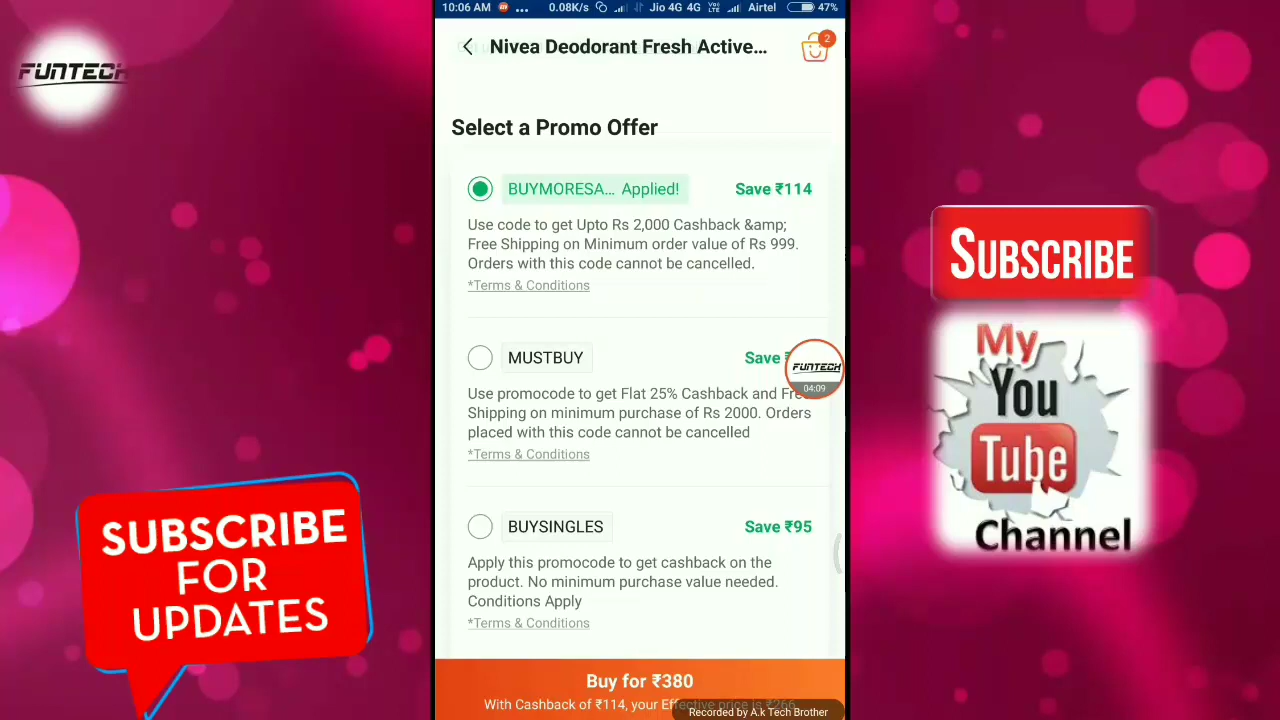 10:06 AM ... 0.08K/s Jio 4G 4G VoLTE Airtel 47%
FUNTECH
Nivea Deodorant Fresh Active...
2
Select a Promo Offer
BUYMORESA... Applied! Save ₹114
Use code to get Upto Rs 2,000 Cashback &amp;
Free Shipping on Minimum order value of Rs 999.
Orders with this code cannot be cancelled.
*Terms & Conditions
MUSTBUY Save
FUNTECH
04:09
Use promocode to get Flat 25% Cashback and Free
Shipping on minimum purchase of Rs 2000. Orders
placed with this code cannot be cancelled
*Terms & Conditions
BUYSINGLES Save ₹95
Apply this promocode to get cashback on the
product. No minimum purchase value needed.
Conditions Apply
*Terms & Conditions
Buy for ₹380
With Cashback of ₹114, your Effective price is ₹266
Recorded by A.k Tech Brother
SUBSCRIBE
FOR
UPDATES
SUBSCRIBE
My
You
Tube
Channel